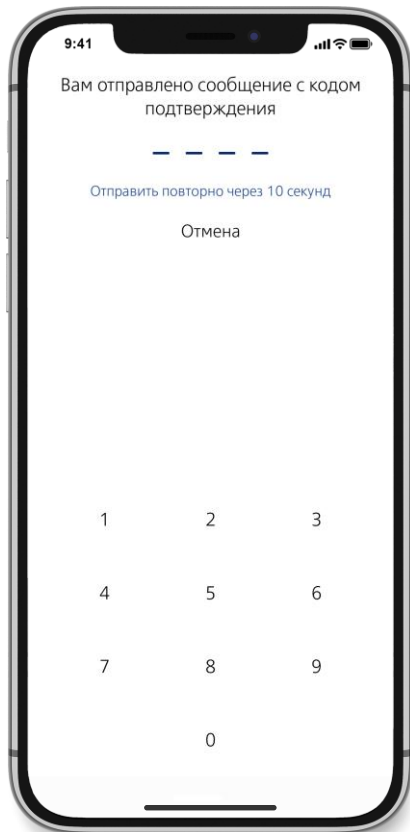 9:41
Вам отправлено сообщение с кодом
подтверждения
Отправить повторно через 10 секунд
Отмена
1 2 3
4 5 6
7 8 9
0